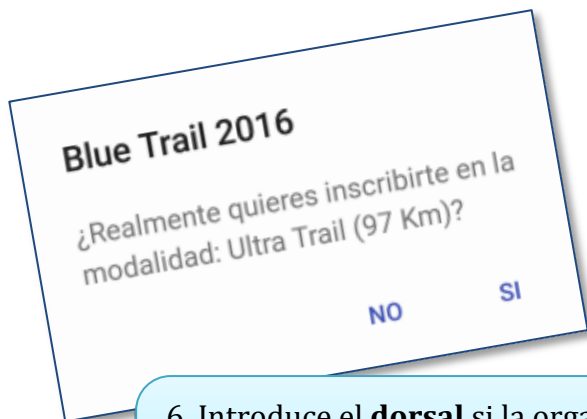 Blue Trail 2016
¿Realmente quieres inscribirte en la
modalidad: Ultra Trail (97 Km)?
NO SI
6. Introduce el dorsal si la orga